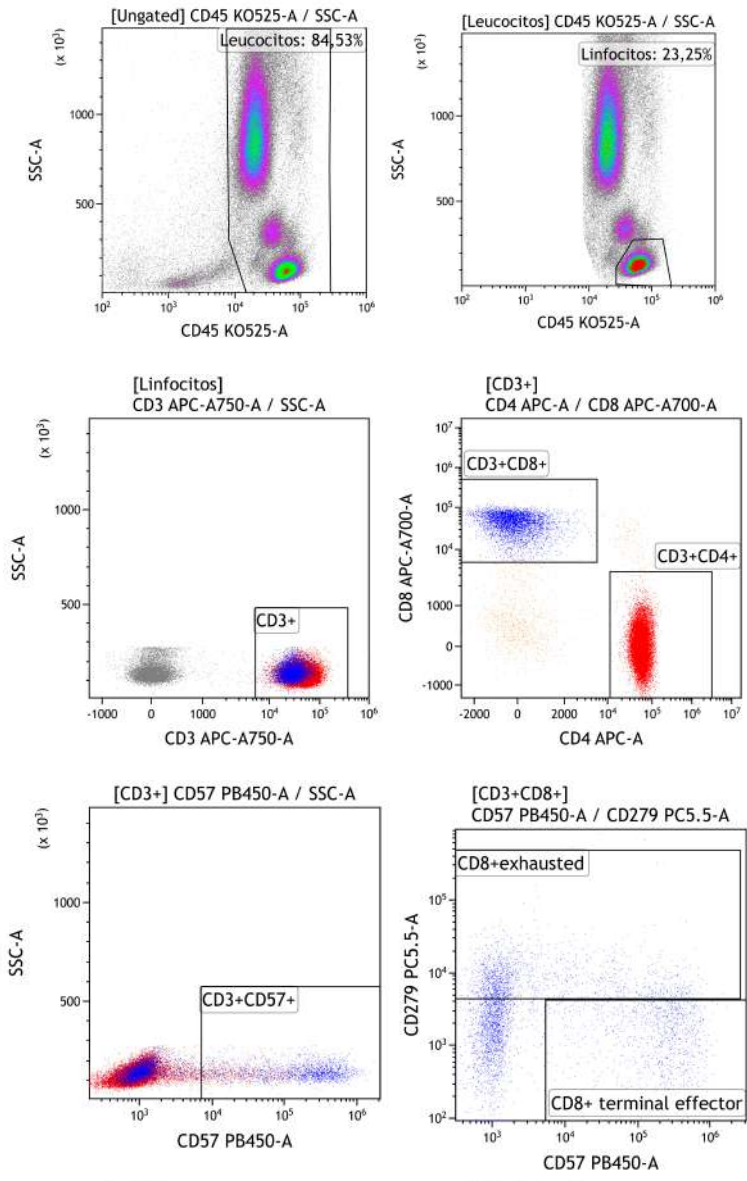 [Ungated] CD45 KO525-A / SSC-A
Leucocitos: 84,53%
(x 10³)
SSC-A
1000
500
10² 10³ 10⁴ 10⁵ 10⁶
CD45 KO525-A
[Leucocitos] CD45 KO525-A / SSC-A
Linfocitos: 23,25%
(x 10³)
SSC-A
1000
500
10² 10³ 10⁴ 10⁵ 10⁶
CD45 KO525-A
[Linfocitos]
CD3 APC-A750-A / SSC-A
(x 10³)
SSC-A
1000
500
CD3+
-1000 0 1000 10⁴ 10⁵ 10⁶
CD3 APC-A750-A
[CD3+]
CD4 APC-A / CD8 APC-A700-A
CD8 APC-A700-A
10⁷
10⁶
CD3+CD8+
10⁵
10⁴
CD3+CD4+
1000
0
-1000
-2000 0 2000 10⁴ 10⁵ 10⁶ 10⁷
CD4 APC-A
[CD3+] CD57 PB450-A / SSC-A
(x 10³)
SSC-A
1000
500
CD3+CD57+
10³ 10⁴ 10⁵ 10⁶
CD57 PB450-A
[CD3+CD8+]
CD57 PB450-A / CD279 PC5.5-A
CD279 PC5.5-A
CD8+exhausted
10⁵
10⁴
10³
10²
CD8+ terminal effector
10³ 10⁴ 10⁵ 10⁶
CD57 PB450-A